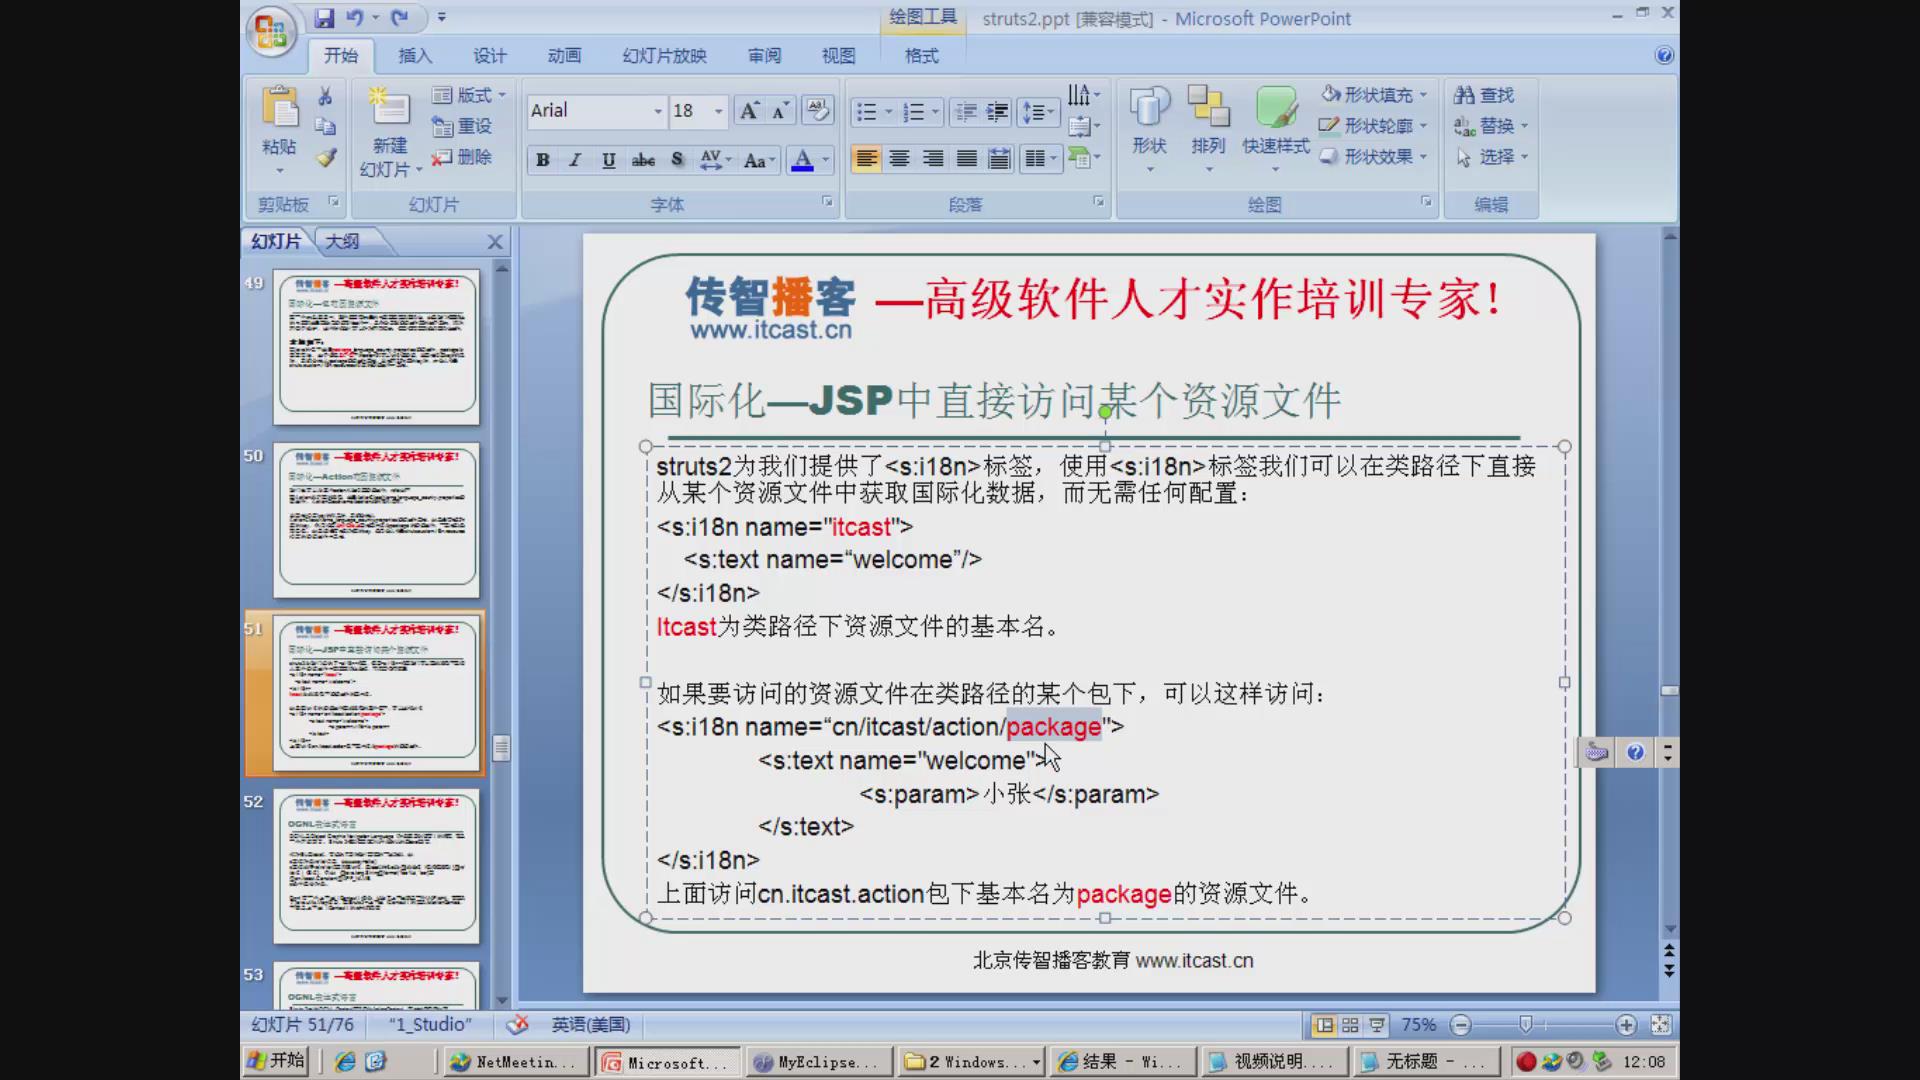 绘图工具
struts2.ppt [兼容模式] - Microsoft PowerPoint
开始 插入 设计 动画 幻灯片放映 审阅 视图 格式
粘贴
新建
幻灯片
版式
重设
删除
Arial
18
形状
排列
快速样式
形状填充
形状轮廓
形状效果
查找
替换
选择
剪贴板 幻灯片 字体 段落 绘图 编辑
幻灯片 大纲
49
50
51
52
53
传智播客 —高级软件人才实作培训专家!
www.itcast.cn
国际化—JSP中直接访问某个资源文件
struts2为我们提供了<s:i18n>标签，使用<s:i18n>标签我们可以在类路径下直接
从某个资源文件中获取国际化数据，而无需任何配置：
<s:i18n name="itcast">
<s:text name=“welcome”/>
</s:i18n>
Itcast为类路径下资源文件的基本名。
如果要访问的资源文件在类路径的某个包下，可以这样访问：
<s:i18n name=“cn/itcast/action/package">
<s:text name="welcome">
<s:param>小张</s:param>
</s:text>
</s:i18n>
上面访问cn.itcast.action包下基本名为package的资源文件。
北京传智播客教育 www.itcast.cn
幻灯片 51/76 “1_Studio” 英语(美国) 75%
开始 NetMeetin... Microsoft... MyEclipse... 2 Windows... 结果 - Wi... 视频说明.... 无标题 - ... 12:08